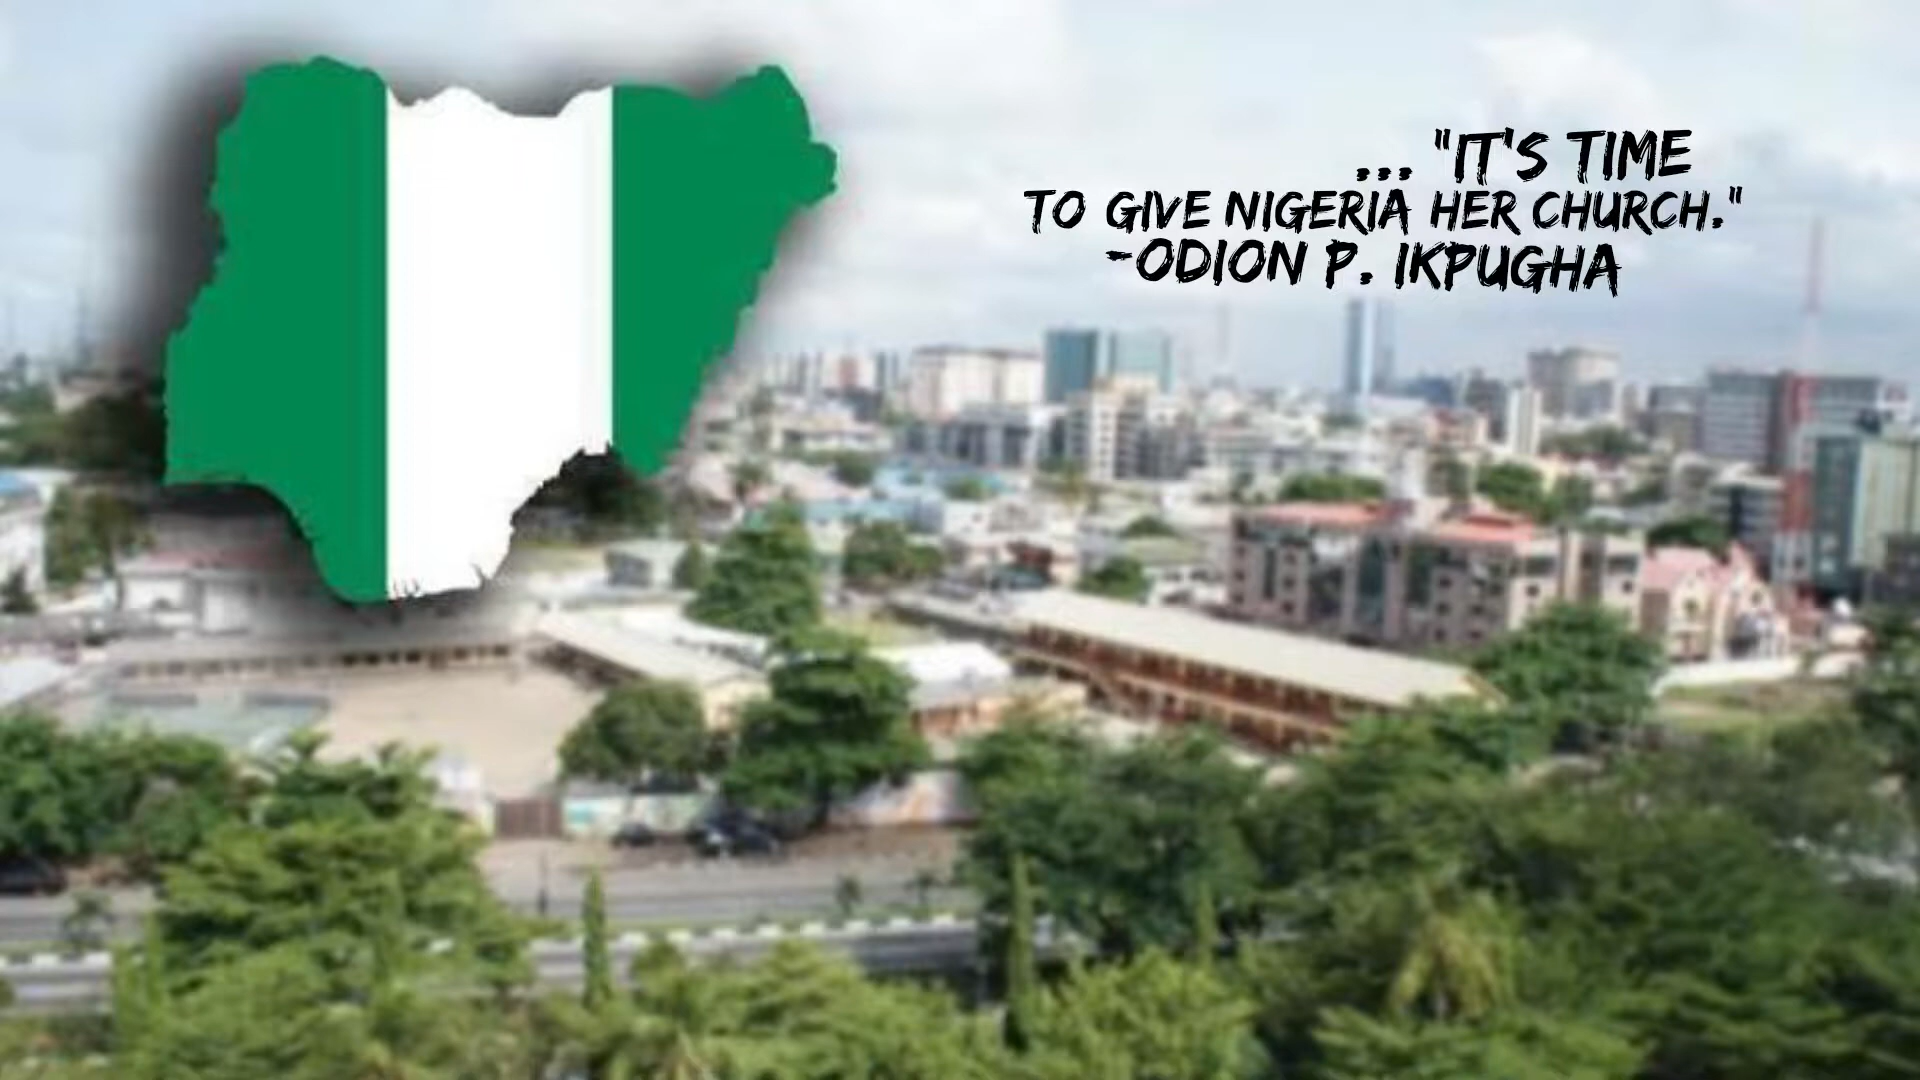 ... "IT'S TIME
TO GIVE NIGERIA HER CHURCH."
-ODION P. IKPUGHA